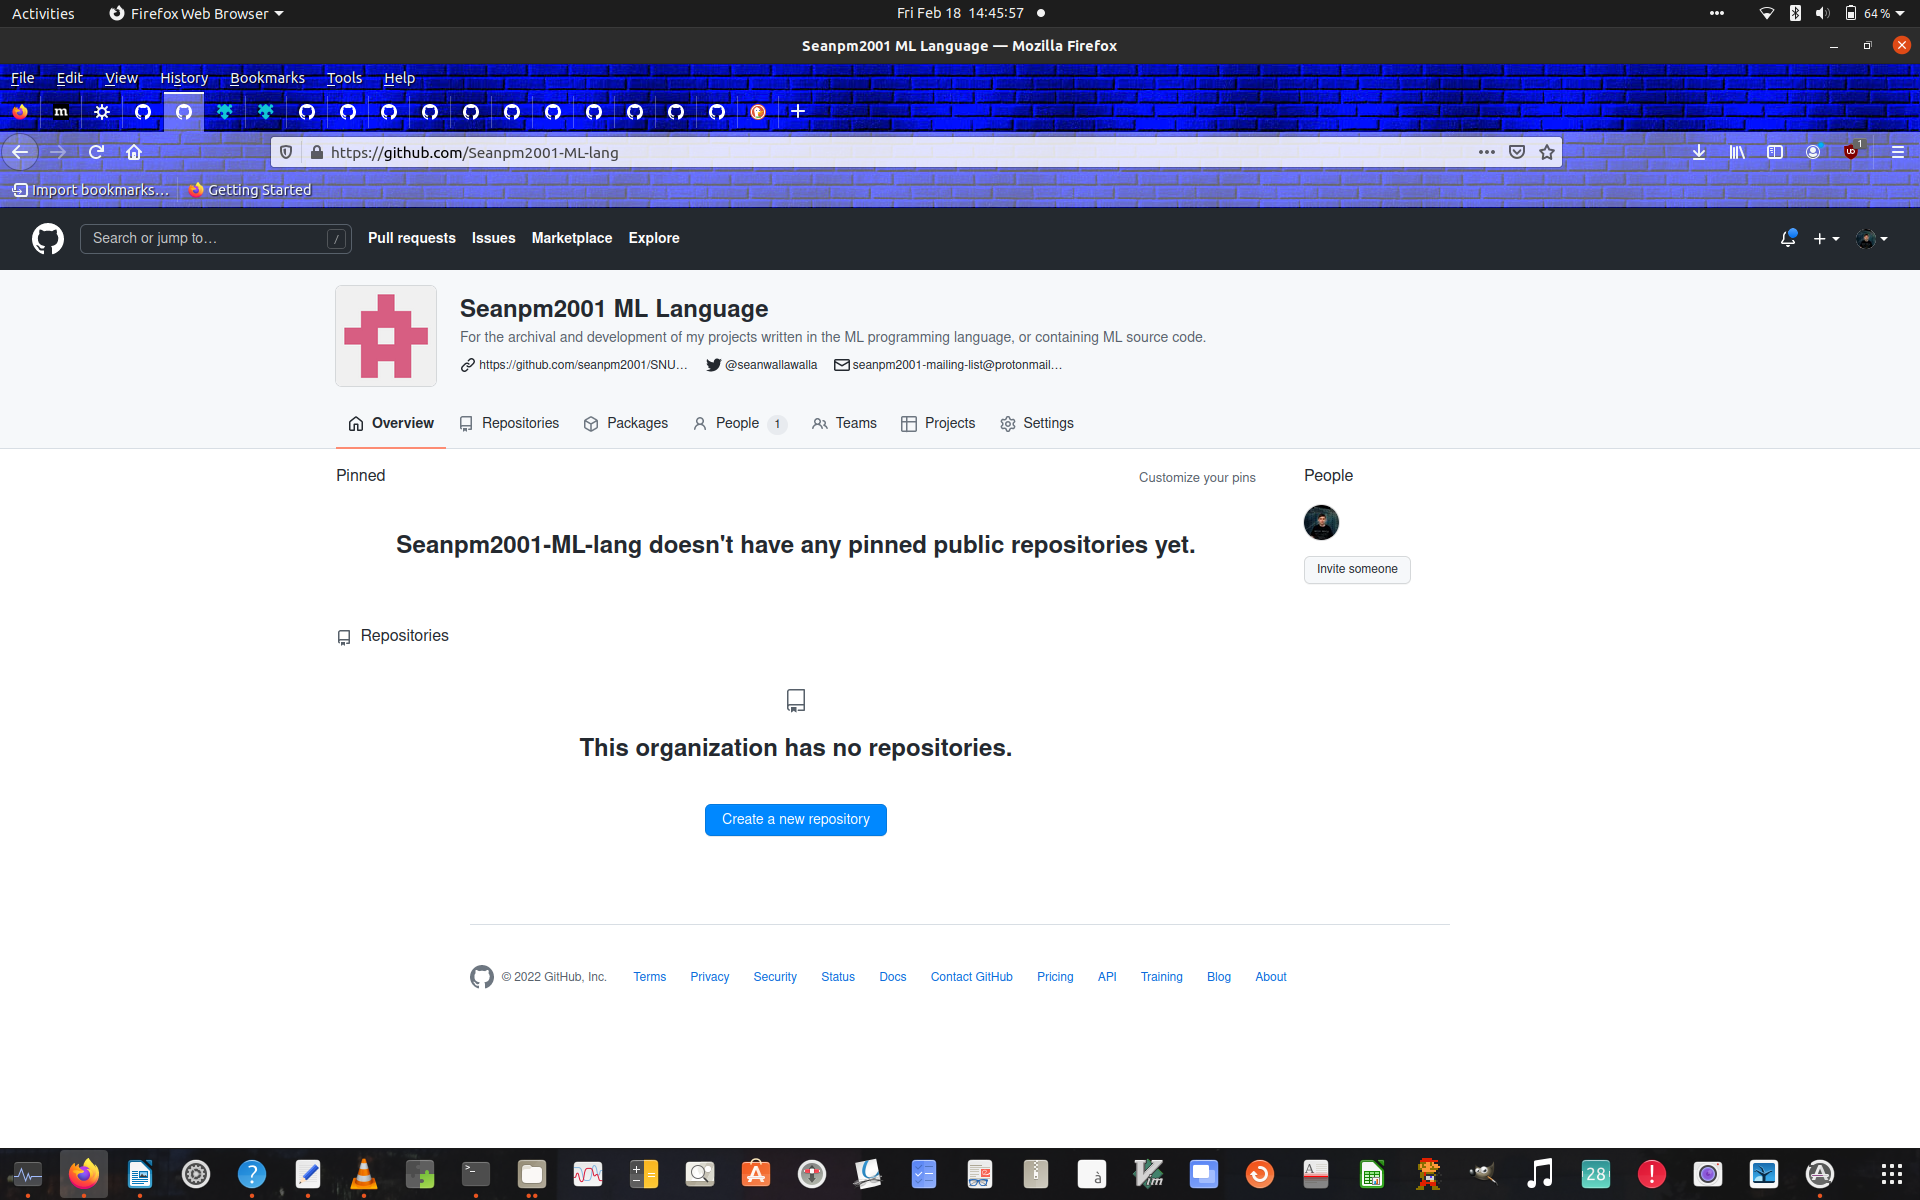 Activities Firefox Web Browser Fri Feb 18 14:45:57 64 %
Seanpm2001 ML Language — Mozilla Firefox
File Edit View History Bookmarks Tools Help
m
https://github.com/Seanpm2001-ML-lang 1
Import bookmarks... Getting Started
Search or jump to... / Pull requests Issues Marketplace Explore
Seanpm2001 ML Language
For the archival and development of my projects written in the ML programming language, or containing ML source code.
https://github.com/seanpm2001/SNU... @seanwallawalla seanpm2001-mailing-list@protonmail...
Overview Repositories Packages People 1 Teams Projects Settings
Pinned Customize your pins People
Seanpm2001-ML-lang doesn't have any pinned public repositories yet.
Invite someone
Repositories
This organization has no repositories.
Create a new repository
© 2022 GitHub, Inc. Terms Privacy Security Status Docs Contact GitHub Pricing API Training Blog About
28